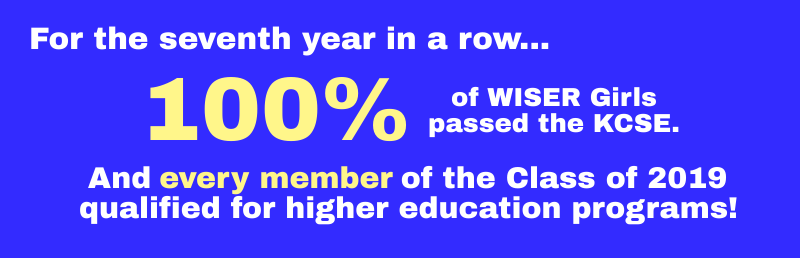 For the seventh year in a row...
100%
of WISER Girls
passed the KCSE.
And every member of the Class of 2019
qualified for higher education programs!